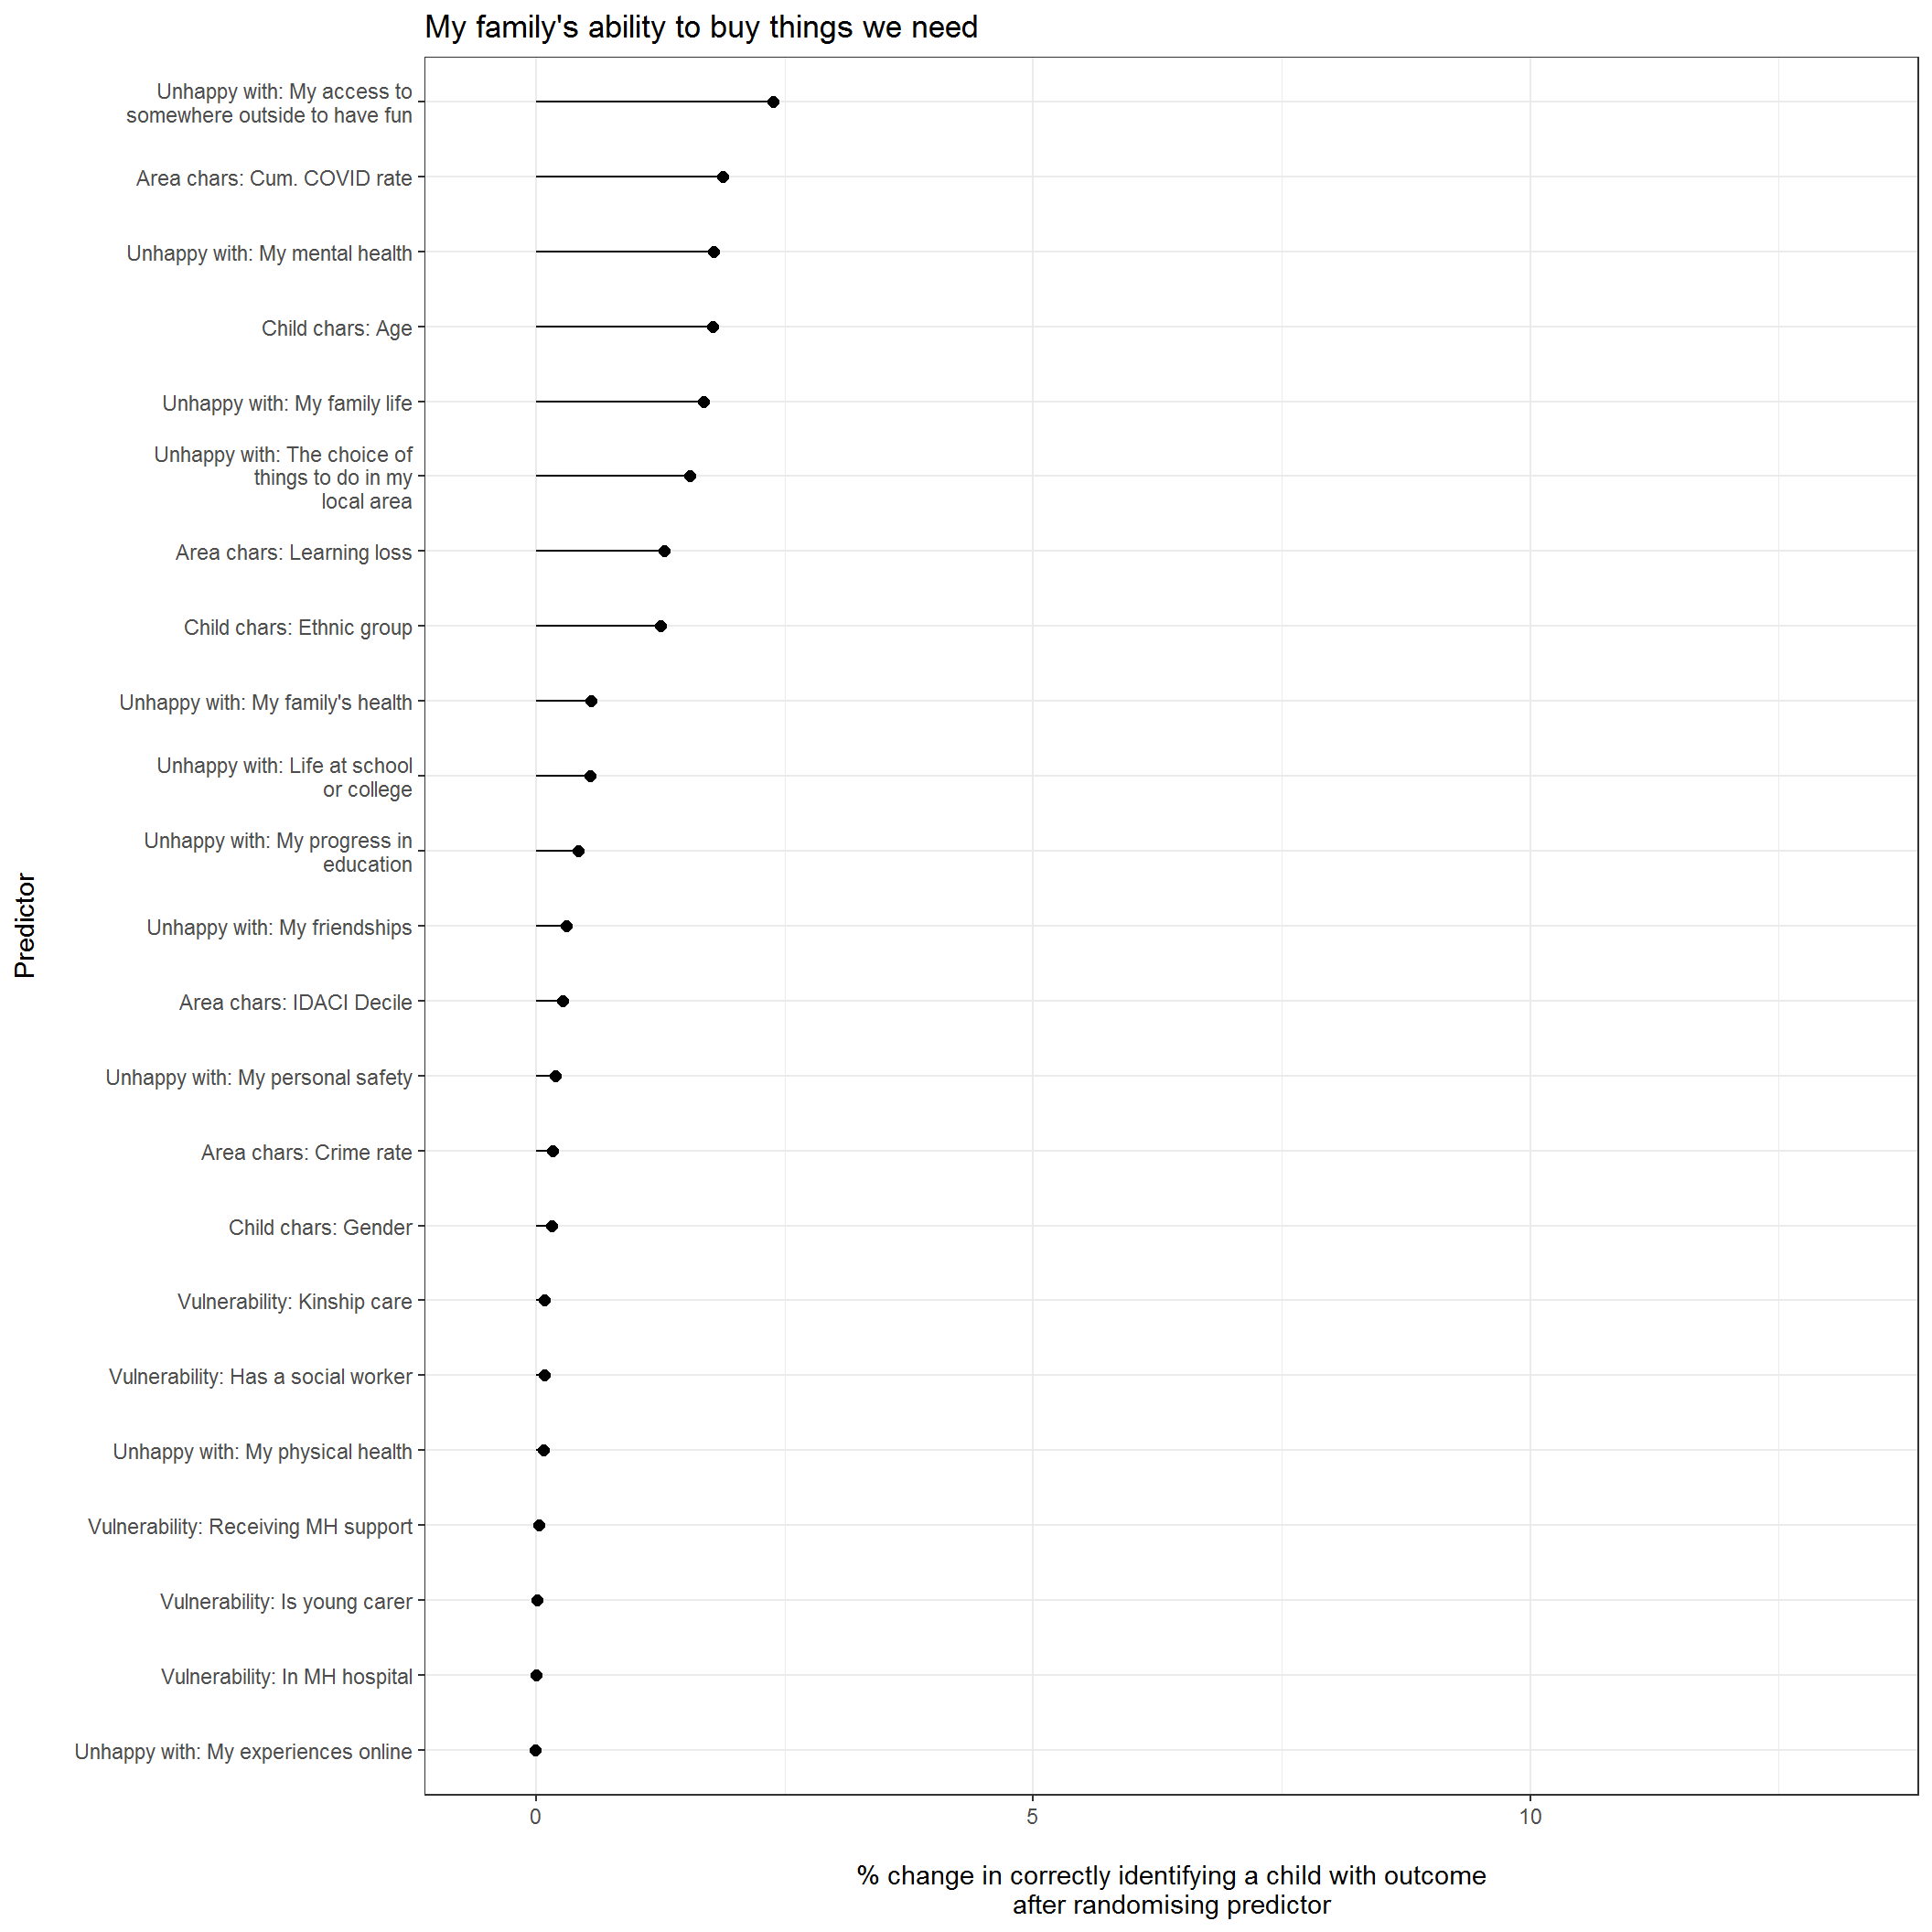 My family's ability to buy things we need
Unhappy with: My access to
somewhere outside to have fun
Area chars: Cum. COVID rate
Unhappy with: My mental health
Child chars: Age
Unhappy with: My family life
Unhappy with: The choice of
things to do in my
local area
Area chars: Learning loss
Child chars: Ethnic group
Unhappy with: My family's health
Unhappy with: Life at school
or college
Unhappy with: My progress in
education
Unhappy with: My friendships
Area chars: IDACI Decile
Unhappy with: My personal safety
Area chars: Crime rate
Child chars: Gender
Vulnerability: Kinship care
Vulnerability: Has a social worker
Unhappy with: My physical health
Vulnerability: Receiving MH support
Vulnerability: Is young carer
Vulnerability: In MH hospital
Unhappy with: My experiences online
Predictor
0
5
10
% change in correctly identifying a child with outcome
after randomising predictor